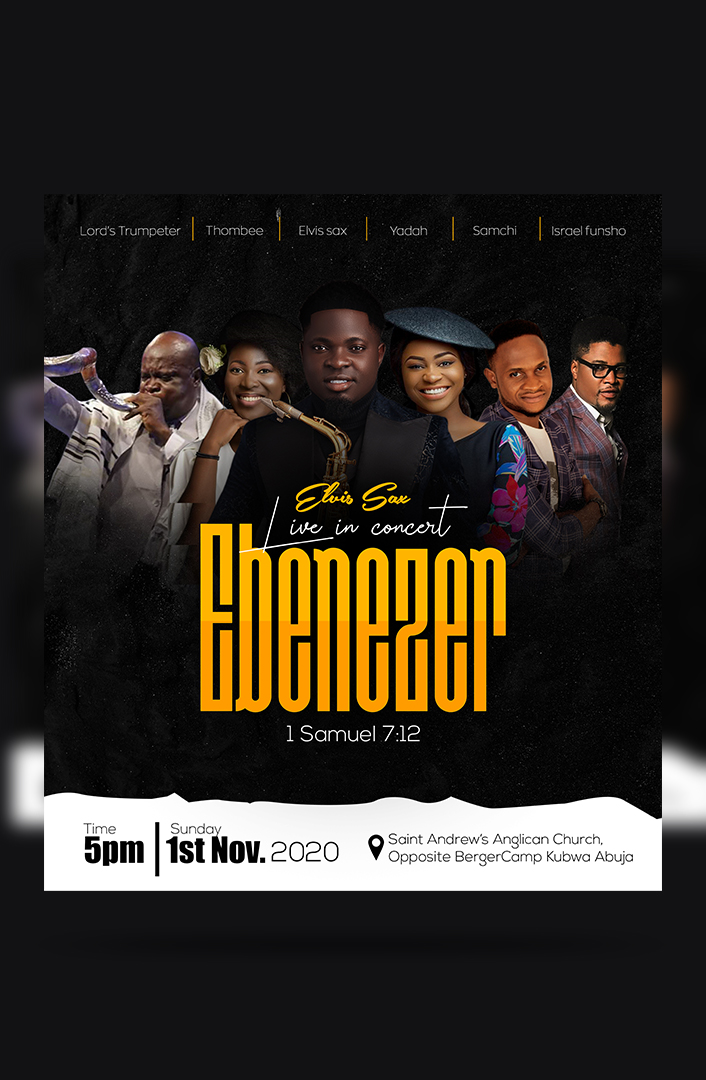 Lord's Trumpeter Thombee Elvis sax Yadah Samchi Israel funsho
Elvis Sax
Live in concert
Ebenezer
1 Samuel 7:12
Time
5pm
Sunday
1st Nov. 2020
Saint Andrew's Anglican Church,
Opposite BergerCamp Kubwa Abuja